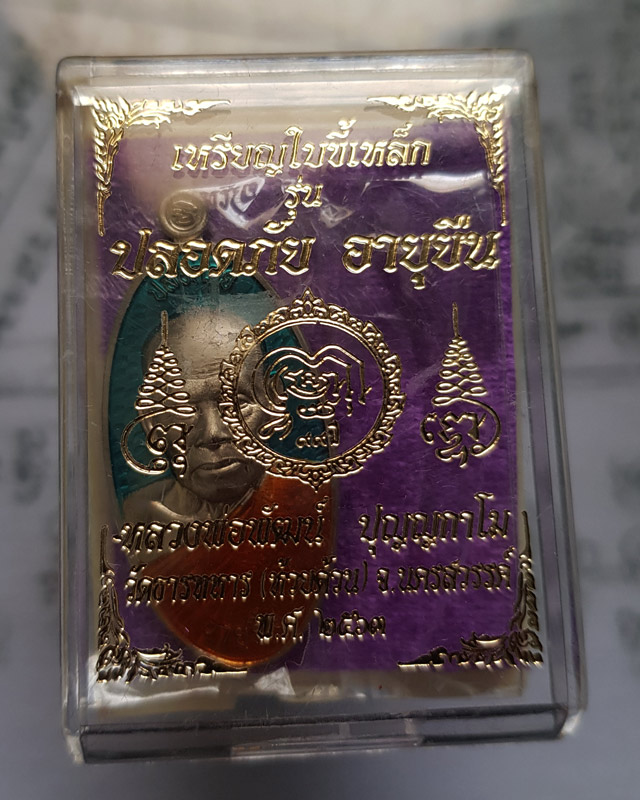 เหรียญใบขี้เหล็ก
รุ่น
ปลอดภัย อายุยืน
๙๙ปี
หลวงพ่อพัฒน์ ปุญญกาโม
วัดธารทหาร (ห้วยด้วน) จ.นครสวรรค์
พ.ศ. ๒๕๖๓